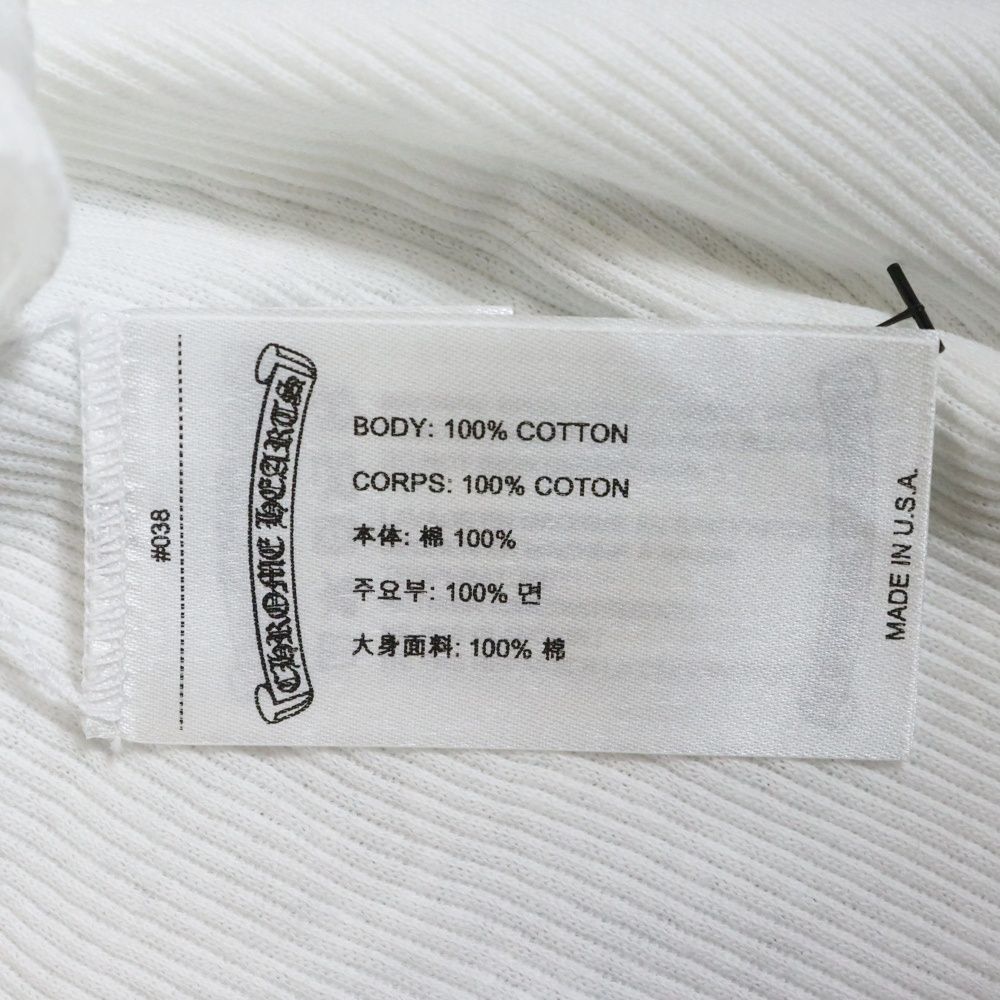 #038
CHROME HEARTS
BODY: 100% COTTON
CORPS: 100% COTON
本体: 棉 100%
주요부: 100% 면
大身面料: 100% 棉
MADE IN U.S.A.